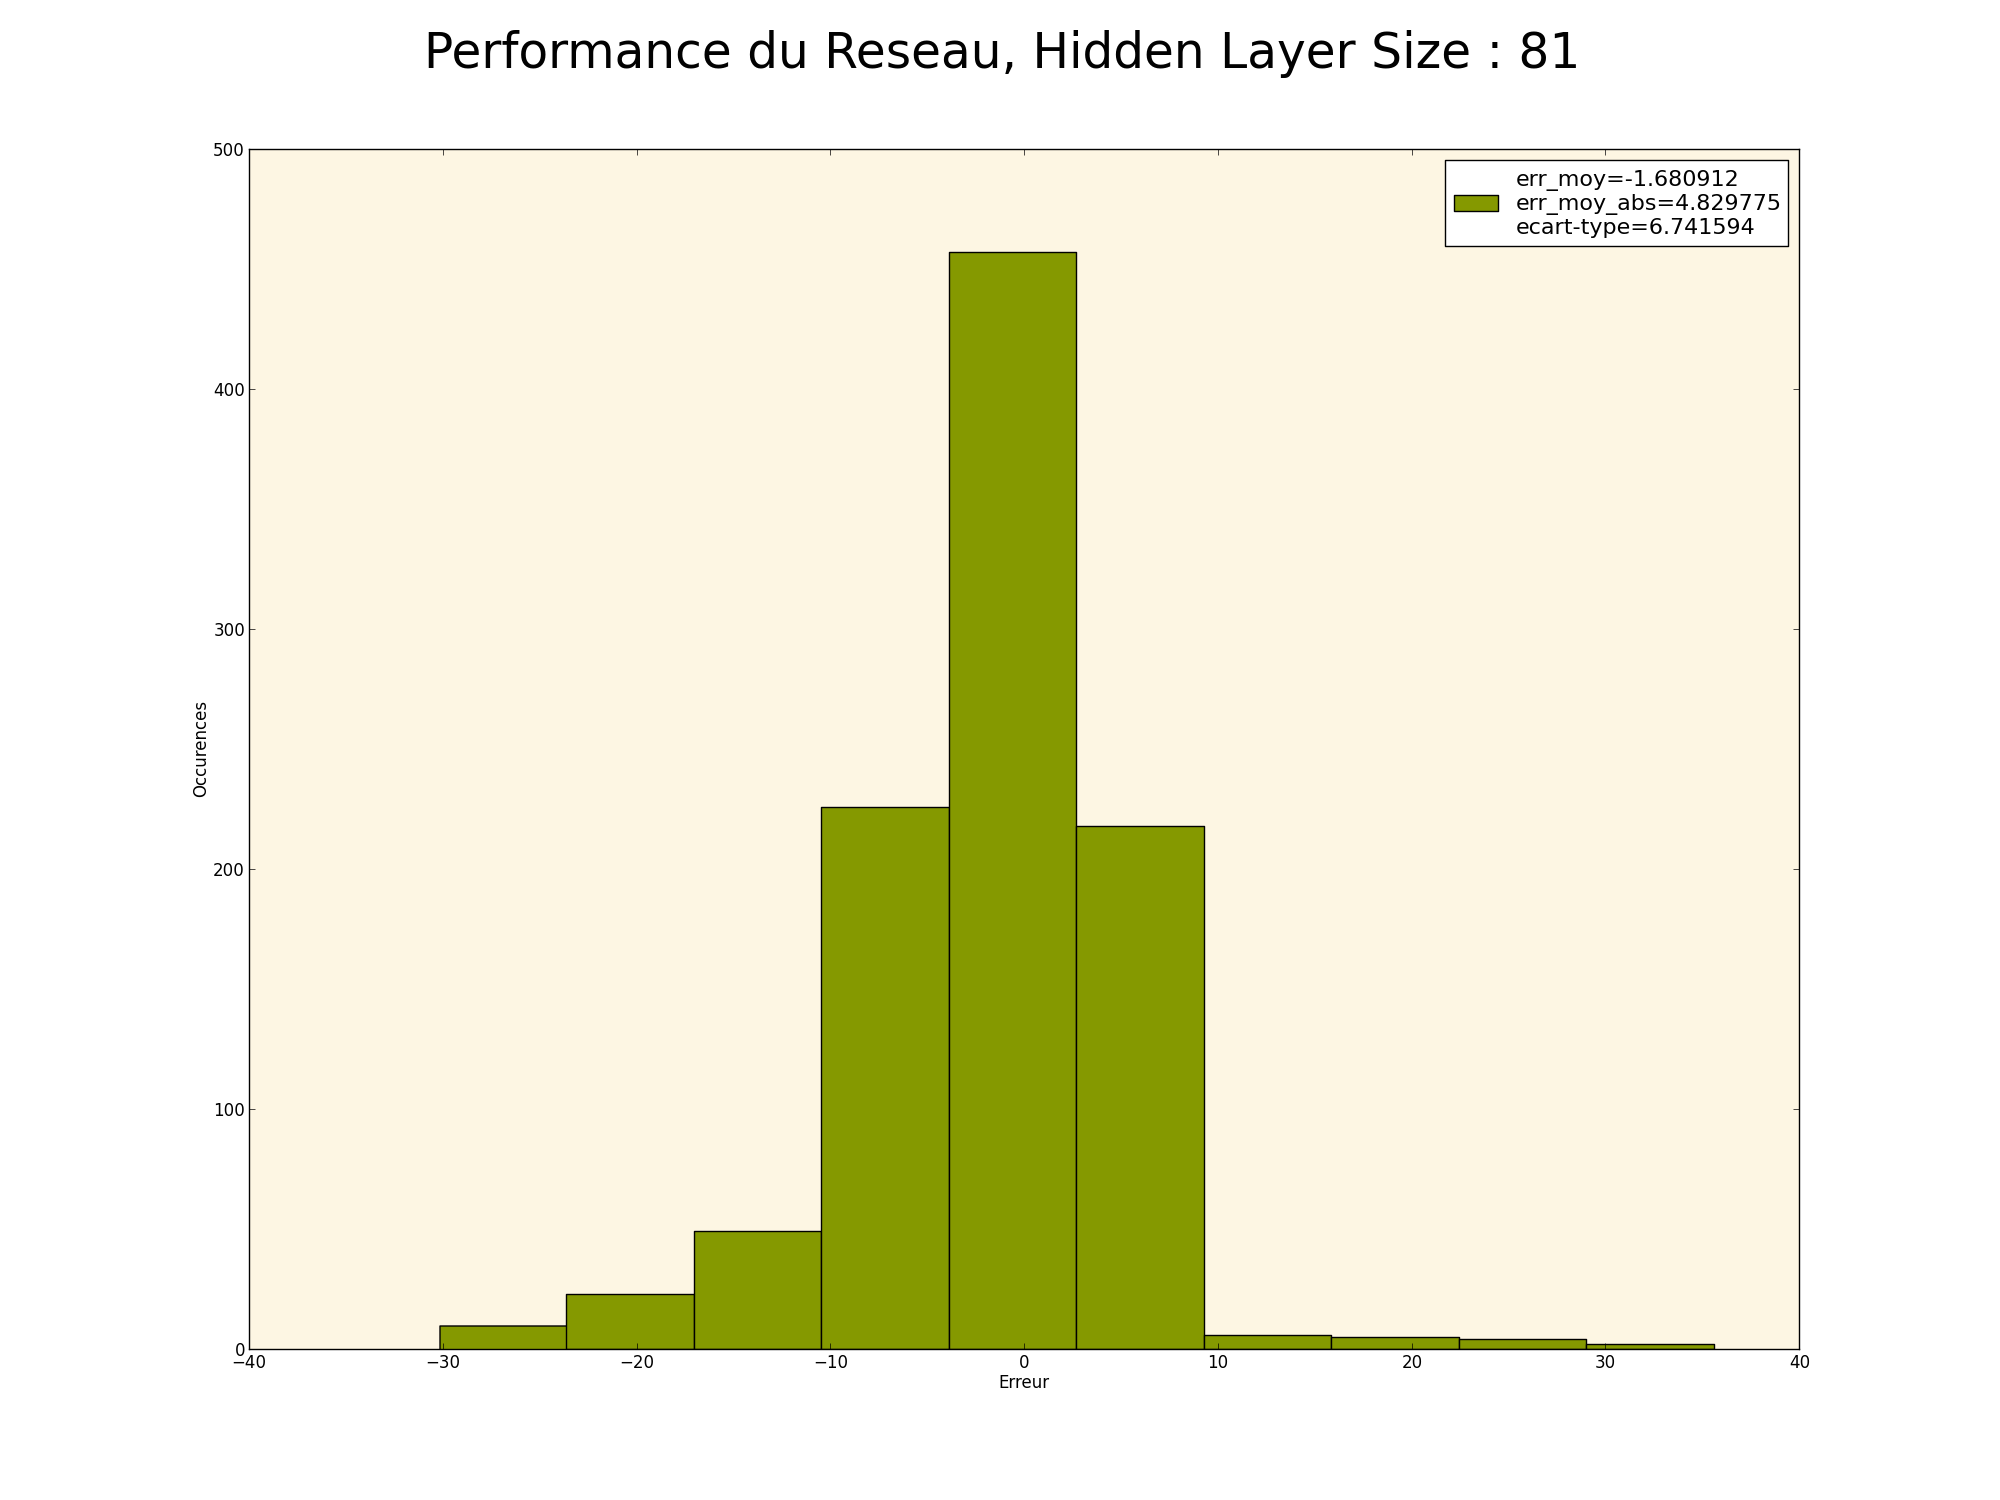 Performance du Reseau, Hidden Layer Size : 81
500
err_moy=-1.680912
err_moy_abs=4.829775
ecart-type=6.741594
400
300
Occurences
200
100
0
−40 −30 −20 −10 0 10 20 30 40
Erreur